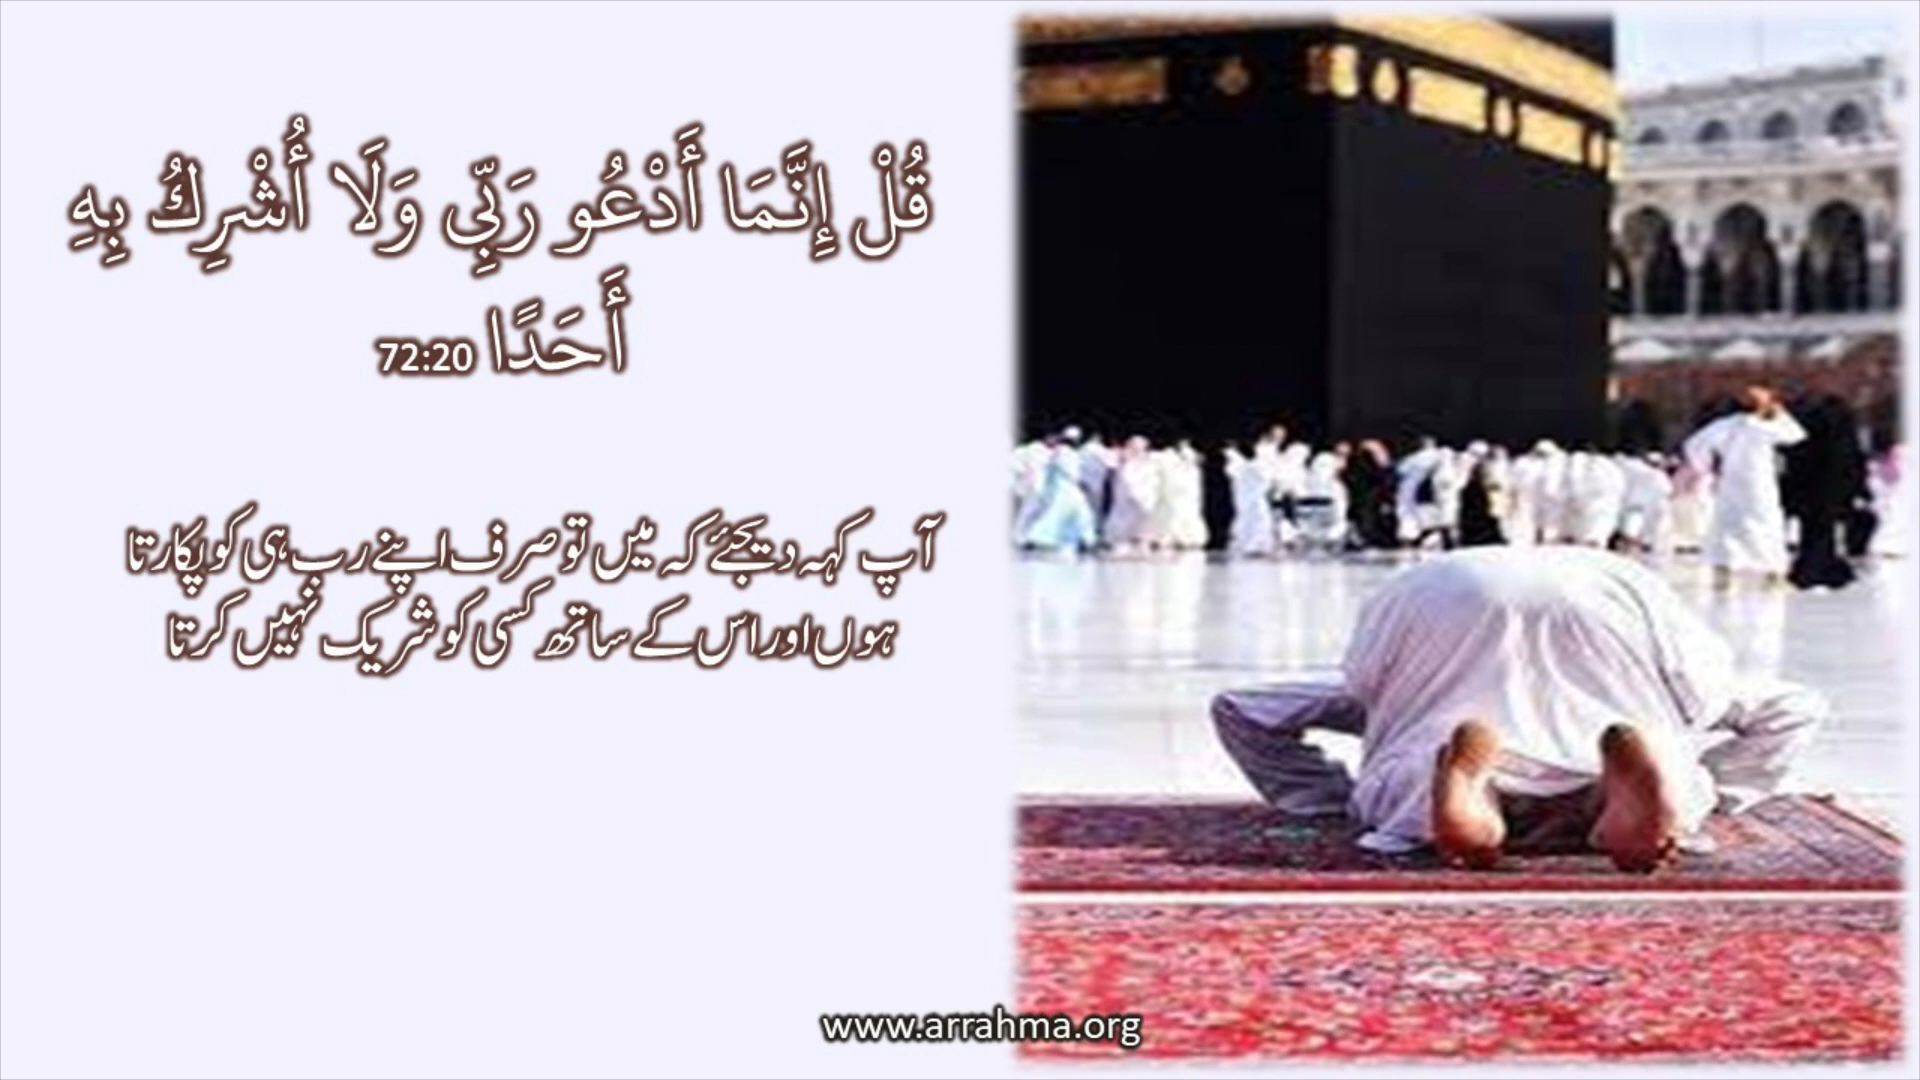 قُلْ إِنَّمَا أَدْعُو رَبِّي وَلَا أُشْرِكُ بِهِ
أَحَدًا 72:20
آپ کہہ دیجئے کہ میں تو صرف اپنے رب ہی کو پکارتا
ہوں اور اس کے ساتھ کسی کو شریک نہیں کرتا
www.arrahma.org